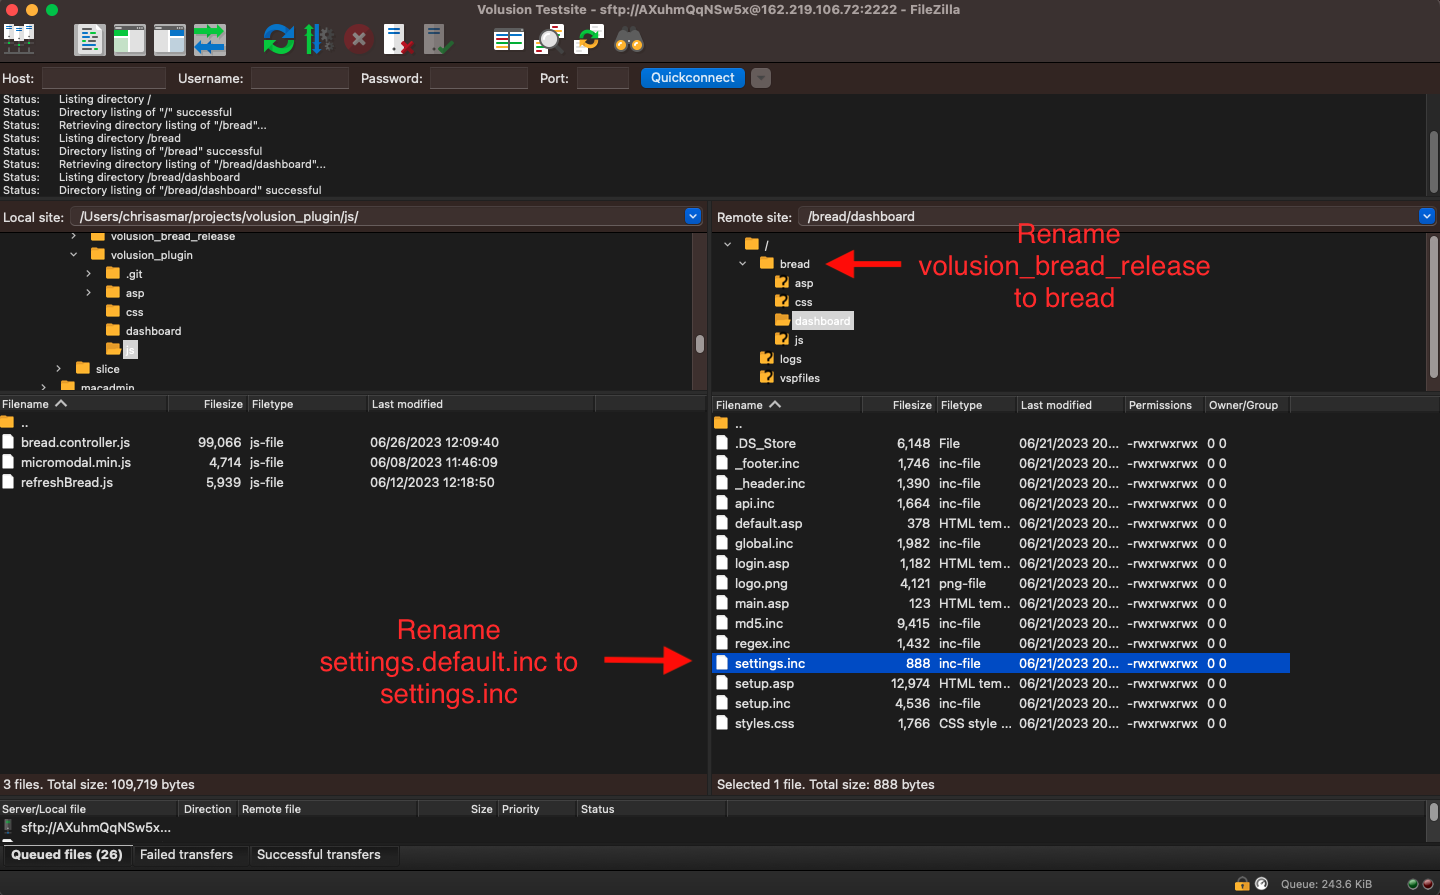 Volusion Testsite - sftp://AXuhmQqNSw5x@162.219.106.72:2222 - FileZilla
Host: Username: Password: Port: Quickconnect
Status: Listing directory /
Status: Directory listing of "/" successful
Status: Retrieving directory listing of "/bread"...
Status: Listing directory /bread
Status: Directory listing of "/bread" successful
Status: Retrieving directory listing of "/bread/dashboard"...
Status: Listing directory /bread/dashboard
Status: Directory listing of "/bread/dashboard" successful
Local site: /Users/chrisasmar/projects/volusion_plugin/js/
volusion_bread_release
volusion_plugin
.git
asp
css
dashboard
js
slice
macadmin
Filename Filesize Filetype Last modified
..
bread.controller.js 99,066 js-file 06/26/2023 12:09:40
micromodal.min.js 4,714 js-file 06/08/2023 11:46:09
refreshBread.js 5,939 js-file 06/12/2023 12:18:50
Rename
settings.default.inc to
settings.inc
3 files. Total size: 109,719 bytes
Remote site: /bread/dashboard
/
bread
asp
css
dashboard
js
logs
vspfiles
Rename
volusion_bread_release
to bread
Filename Filesize Filetype Last modified Permissions Owner/Group
..
.DS_Store 6,148 File 06/21/2023 20... -rwxrwxrwx 0 0
_footer.inc 1,746 inc-file 06/21/2023 20... -rwxrwxrwx 0 0
_header.inc 1,390 inc-file 06/21/2023 20... -rwxrwxrwx 0 0
api.inc 1,664 inc-file 06/21/2023 20... -rwxrwxrwx 0 0
default.asp 378 HTML tem.. 06/21/2023 20... -rwxrwxrwx 0 0
global.inc 1,982 inc-file 06/21/2023 20... -rwxrwxrwx 0 0
login.asp 1,182 HTML tem.. 06/21/2023 20... -rwxrwxrwx 0 0
logo.png 4,121 png-file 06/21/2023 20... -rwxrwxrwx 0 0
main.asp 123 HTML tem.. 06/21/2023 20... -rwxrwxrwx 0 0
md5.inc 9,415 inc-file 06/21/2023 20... -rwxrwxrwx 0 0
regex.inc 1,432 inc-file 06/21/2023 20... -rwxrwxrwx 0 0
settings.inc 888 inc-file 06/21/2023 20... -rwxrwxrwx 0 0
setup.asp 12,974 HTML tem.. 06/21/2023 20... -rwxrwxrwx 0 0
setup.inc 4,536 inc-file 06/21/2023 20... -rwxrwxrwx 0 0
styles.css 1,766 CSS style ... 06/21/2023 20... -rwxrwxrwx 0 0
Selected 1 file. Total size: 888 bytes
Server/Local file Direction Remote file Size Priority Status
sftp://AXuhmQqNSw5x...
Queued files (26) Failed transfers Successful transfers
Queue: 243.6 KiB